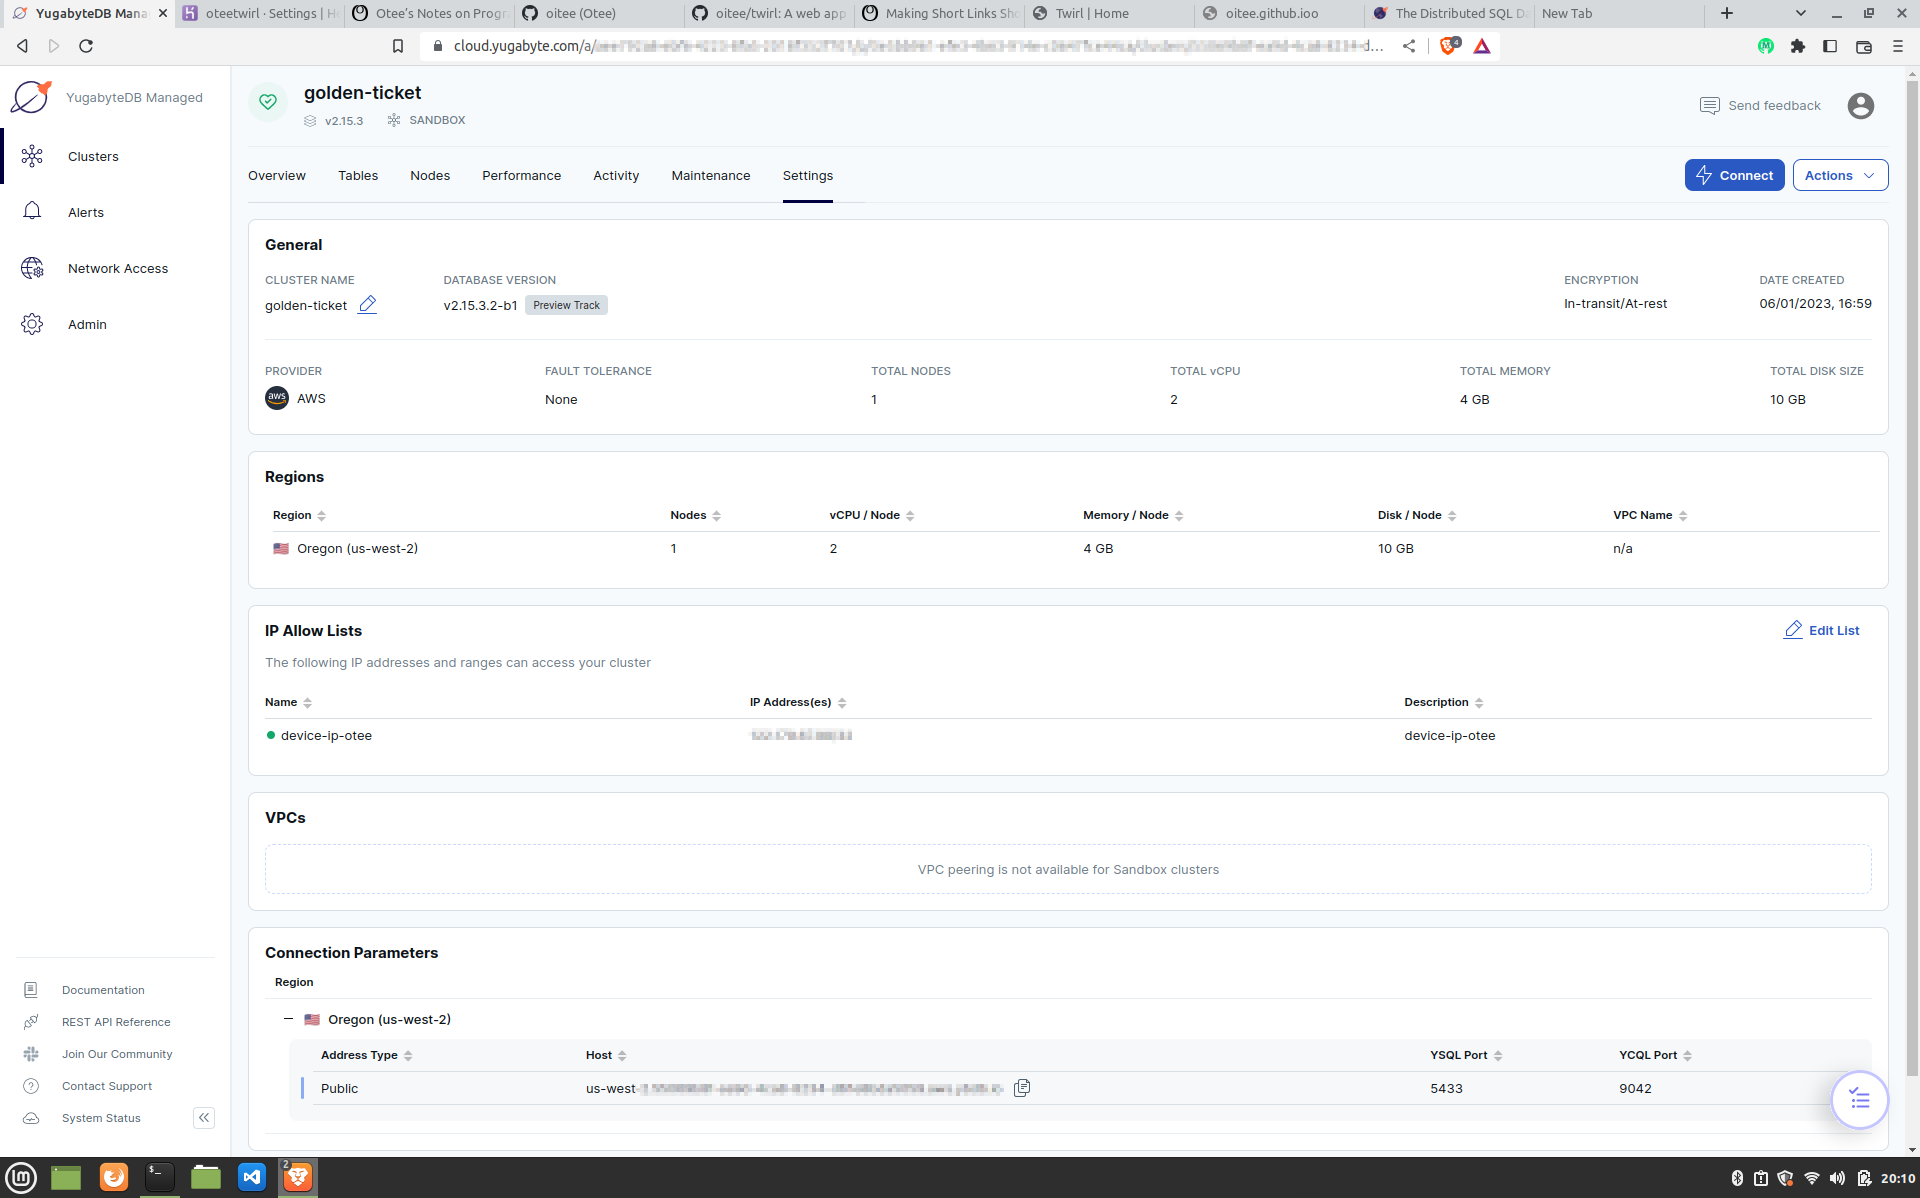 YugabyteDB Mana
oteetwirl · Settings | H
Otee's Notes on Progr
oitee (Otee)
oitee/twirl: A web app
Making Short Links Sho
Twirl | Home
oitee.github.ioo
The Distributed SQL D
New Tab
cloud.yugabyte.com/a/
d...
4
YugabyteDB Managed
Clusters
Alerts
Network Access
Admin
Documentation
REST API Reference
Join Our Community
Contact Support
System Status
golden-ticket
v2.15.3
SANDBOX
Send feedback
Overview
Tables
Nodes
Performance
Activity
Maintenance
Settings
Connect
Actions
General
CLUSTER NAME
DATABASE VERSION
ENCRYPTION
DATE CREATED
golden-ticket
v2.15.3.2-b1
Preview Track
In-transit/At-rest
06/01/2023, 16:59
PROVIDER
FAULT TOLERANCE
TOTAL NODES
TOTAL vCPU
TOTAL MEMORY
TOTAL DISK SIZE
aws
AWS
None
1
2
4 GB
10 GB
Regions
Region
Nodes
vCPU / Node
Memory / Node
Disk / Node
VPC Name
Oregon (us-west-2)
1
2
4 GB
10 GB
n/a
IP Allow Lists
Edit List
The following IP addresses and ranges can access your cluster
Name
IP Address(es)
Description
device-ip-otee
device-ip-otee
VPCs
VPC peering is not available for Sandbox clusters
Connection Parameters
Region
Oregon (us-west-2)
Address Type
Host
YSQL Port
YCQL Port
Public
us-west
5433
9042
2
20:10